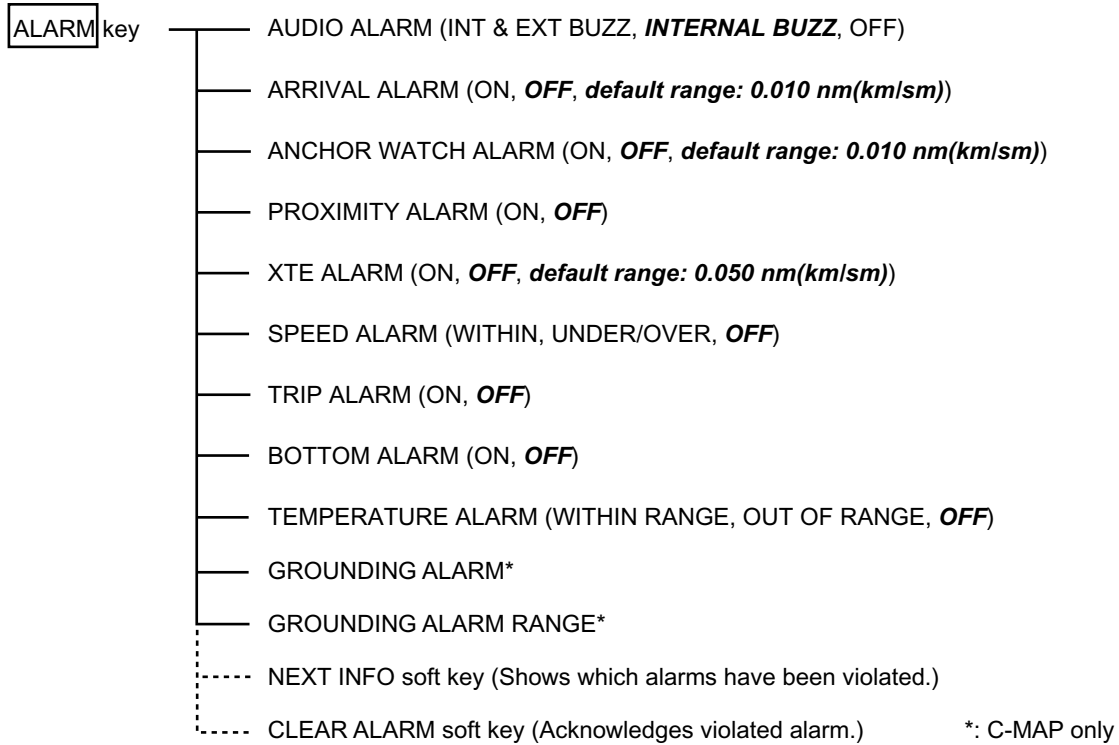 ALARM key AUDIO ALARM (INT & EXT BUZZ, INTERNAL BUZZ, OFF)
ARRIVAL ALARM (ON, OFF, default range: 0.010 nm(km/sm))
ANCHOR WATCH ALARM (ON, OFF, default range: 0.010 nm(km/sm))
PROXIMITY ALARM (ON, OFF)
XTE ALARM (ON, OFF, default range: 0.050 nm(km/sm))
SPEED ALARM (WITHIN, UNDER/OVER, OFF)
TRIP ALARM (ON, OFF)
BOTTOM ALARM (ON, OFF)
TEMPERATURE ALARM (WITHIN RANGE, OUT OF RANGE, OFF)
GROUNDING ALARM*
GROUNDING ALARM RANGE*
NEXT INFO soft key (Shows which alarms have been violated.)
CLEAR ALARM soft key (Acknowledges violated alarm.) *: C-MAP only